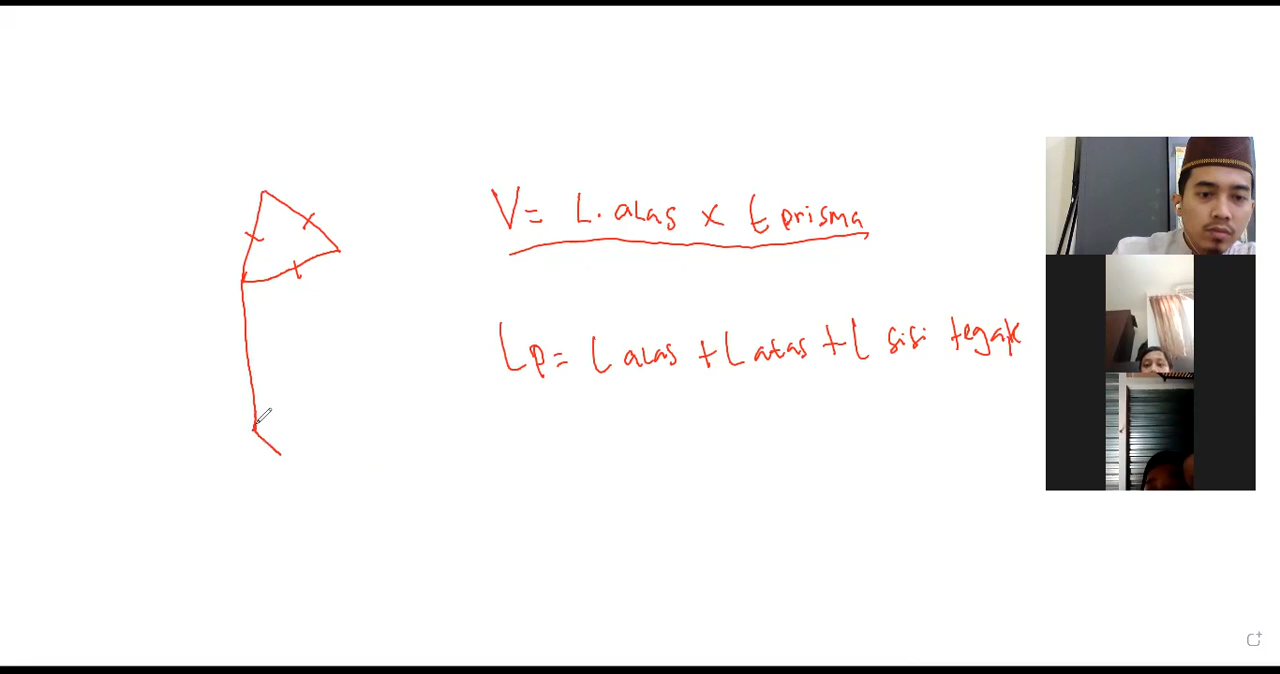 V = L. alas x t prisma
Lp = L alas + L atas + L sisi tegak